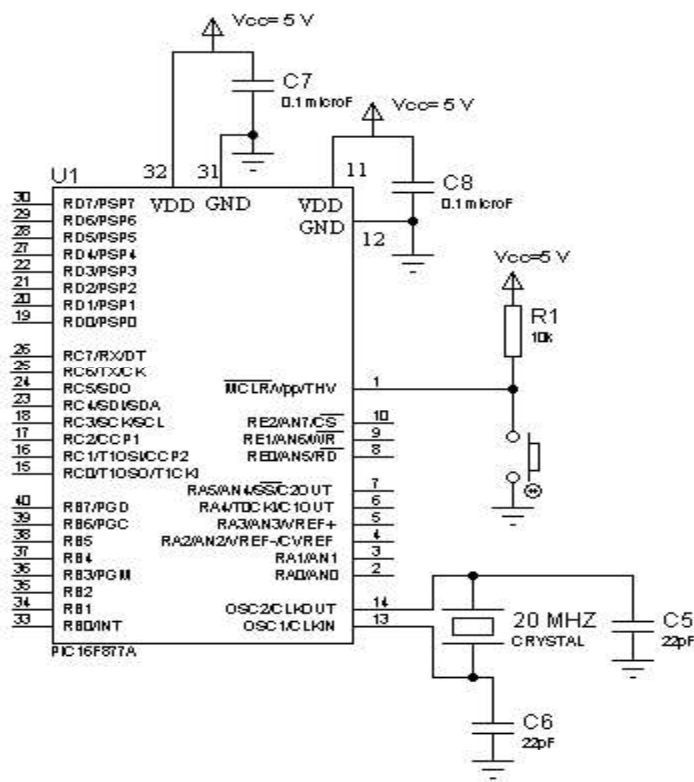 Vcc= 5 V
C7
0.1microF
Vcc= 5 V
U1
32
31
11
C8
0.1microF
VDD
GND
VDD
GND
12
30 RD7/PSP7
29 RD6/PSP6
28 RD5/PSP5
27 RD4/PSP4
22 RD3/PSP3
21 RD2/PSP2
20 RD1/PSP1
19 RD0/PSP0
Vcc=5 V
R1
10k
26 RC7/RX/DT
25 RC6/TX/CK
24 RC5/SDO
23 RC4/SDI/SDA
18 RC3/SCK/SCL
17 RC2/CCP1
16 RC1/T1OSI/CCP2
15 RC0/T1OSO/T1CKI
MCLR/Vpp/THV 1
RE2/AN7/CS 10
RE1/AN6/WR 9
RE0/AN5/RD 8
RA5/AN4/SS/C2OUT 7
RA4/T0CKI/C1OUT 6
RA3/AN3/VREF+ 5
RA2/AN2/VREF-/CVREF 4
RA1/AN1 3
RA0/AN0 2
40 RB7/PGD
39 RB6/PGC
38 RB5
37 RB4
36 RB3/PGM
35 RB2
34 RB1
33 RB0/INT
OSC2/CLKOUT 14
OSC1/CLKIN 13
PIC16F877A
20 MHZ
CRYSTAL
C5
22pF
C6
22pF